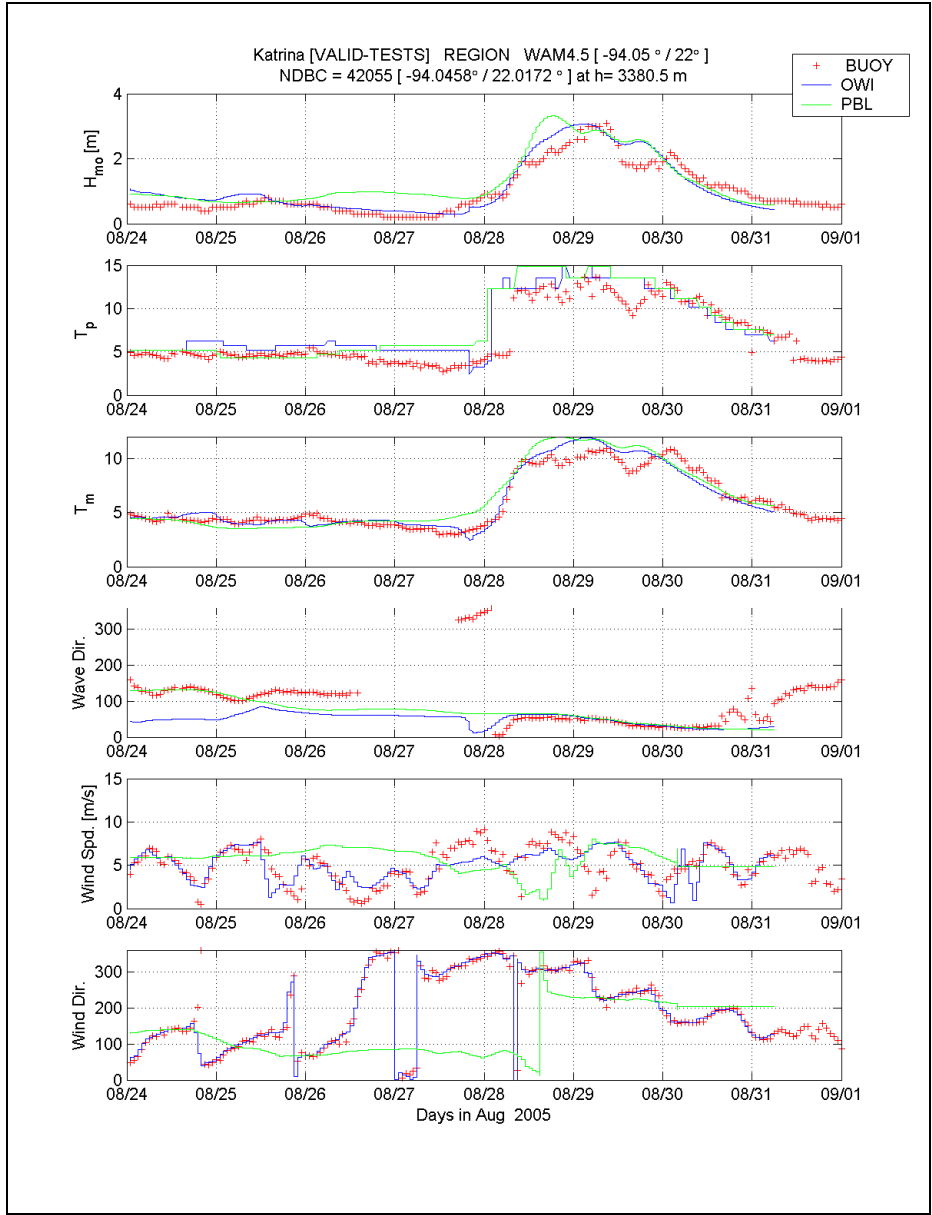 Katrina [VALID-TESTS] REGION WAM4.5 [ -94.05 ° / 22° ]
NDBC = 42055 [ -94.0458° / 22.0172 ° ] at h= 3380.5 m
BUOY
OWI
PBL
H_mo [m]
4
2
0
08/24 08/25 08/26 08/27 08/28 08/29 08/30 08/31 09/01
T_p
15
10
5
0
08/24 08/25 08/26 08/27 08/28 08/29 08/30 08/31 09/01
T_m
10
5
0
08/24 08/25 08/26 08/27 08/28 08/29 08/30 08/31 09/01
Wave Dir.
300
200
100
0
08/24 08/25 08/26 08/27 08/28 08/29 08/30 08/31 09/01
Wind Spd. [m/s]
15
10
5
0
08/24 08/25 08/26 08/27 08/28 08/29 08/30 08/31 09/01
Wind Dir.
300
200
100
0
08/24 08/25 08/26 08/27 08/28 08/29 08/30 08/31 09/01
Days in Aug 2005